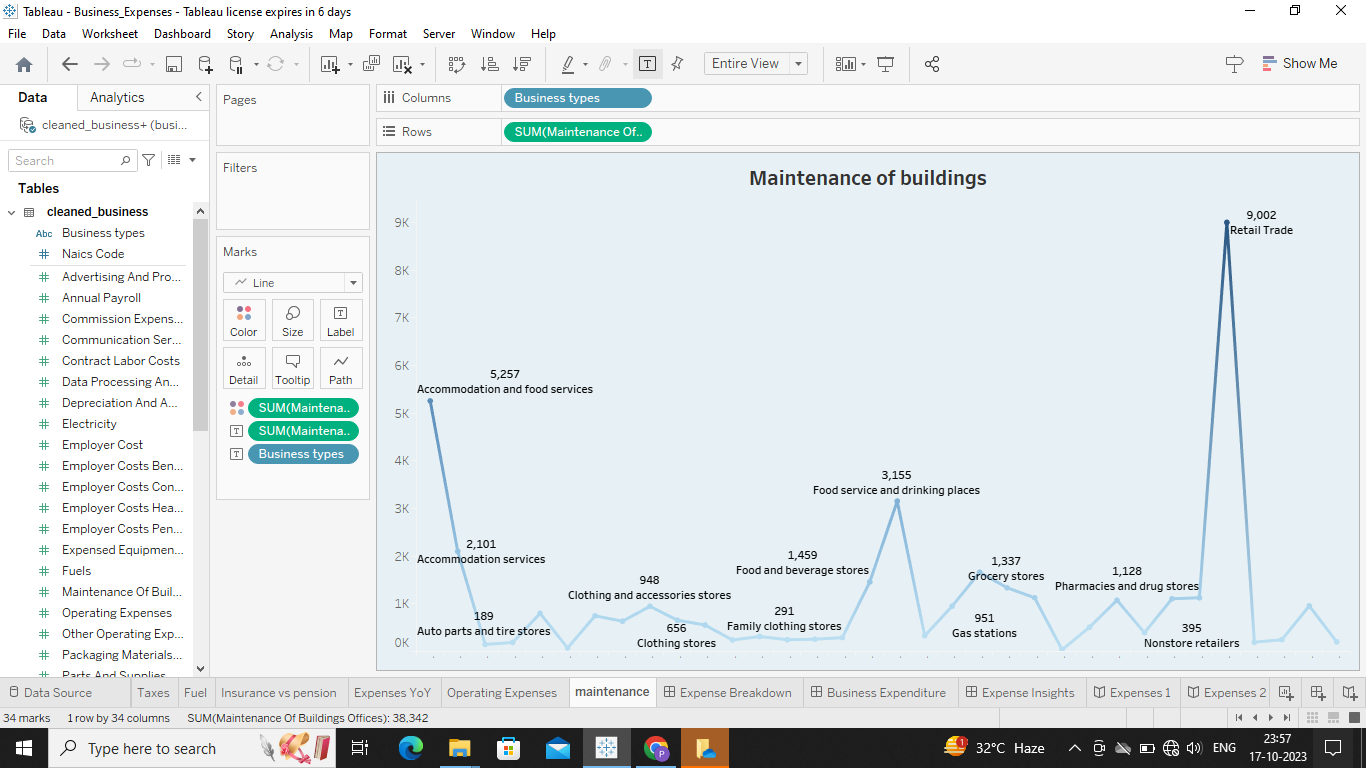 Tableau - Business_Expenses - Tableau license expires in 6 days
File Data Worksheet Dashboard Story Analysis Map Format Server Window Help
Entire View
Show Me
Data Analytics
cleaned_business+ (busi...
Search
Tables
cleaned_business
Abc Business types
# Naics Code
# Advertising And Pro...
# Annual Payroll
# Commission Expens...
# Communication Ser...
# Contract Labor Costs
# Data Processing An...
# Depreciation And A...
# Electricity
# Employer Cost
# Employer Costs Ben...
# Employer Costs Con...
# Employer Costs Hea...
# Employer Costs Pen...
# Expensed Equipmen...
# Fuels
# Maintenance Of Buil...
# Operating Expenses
# Other Operating Exp...
# Packaging Materials...
# Parts And Supplies
Pages
Filters
Marks
Line
Color Size Label
Detail Tooltip Path
SUM(Maintena..
SUM(Maintena..
Business types
Columns Business types
Rows SUM(Maintenance Of..
Maintenance of buildings
9K
8K
7K
6K
5K
4K
3K
2K
1K
0K
5,257
Accommodation and food services
2,101
Accommodation services
189
Auto parts and tire stores
948
Clothing and accessories stores
656
Clothing stores
291
Family clothing stores
1,459
Food and beverage stores
3,155
Food service and drinking places
951
Gas stations
1,337
Grocery stores
1,128
Pharmacies and drug stores
395
Nonstore retailers
9,002
Retail Trade
Data Source Taxes Fuel Insurance vs pension Expenses YoY Operating Expenses maintenance Expense Breakdown Business Expenditure Expense Insights Expenses 1 Expenses 2
34 marks 1 row by 34 columns SUM(Maintenance Of Buildings Offices): 38,342
Type here to search
1
P
32°C Haze
ENG
23:57
17-10-2023